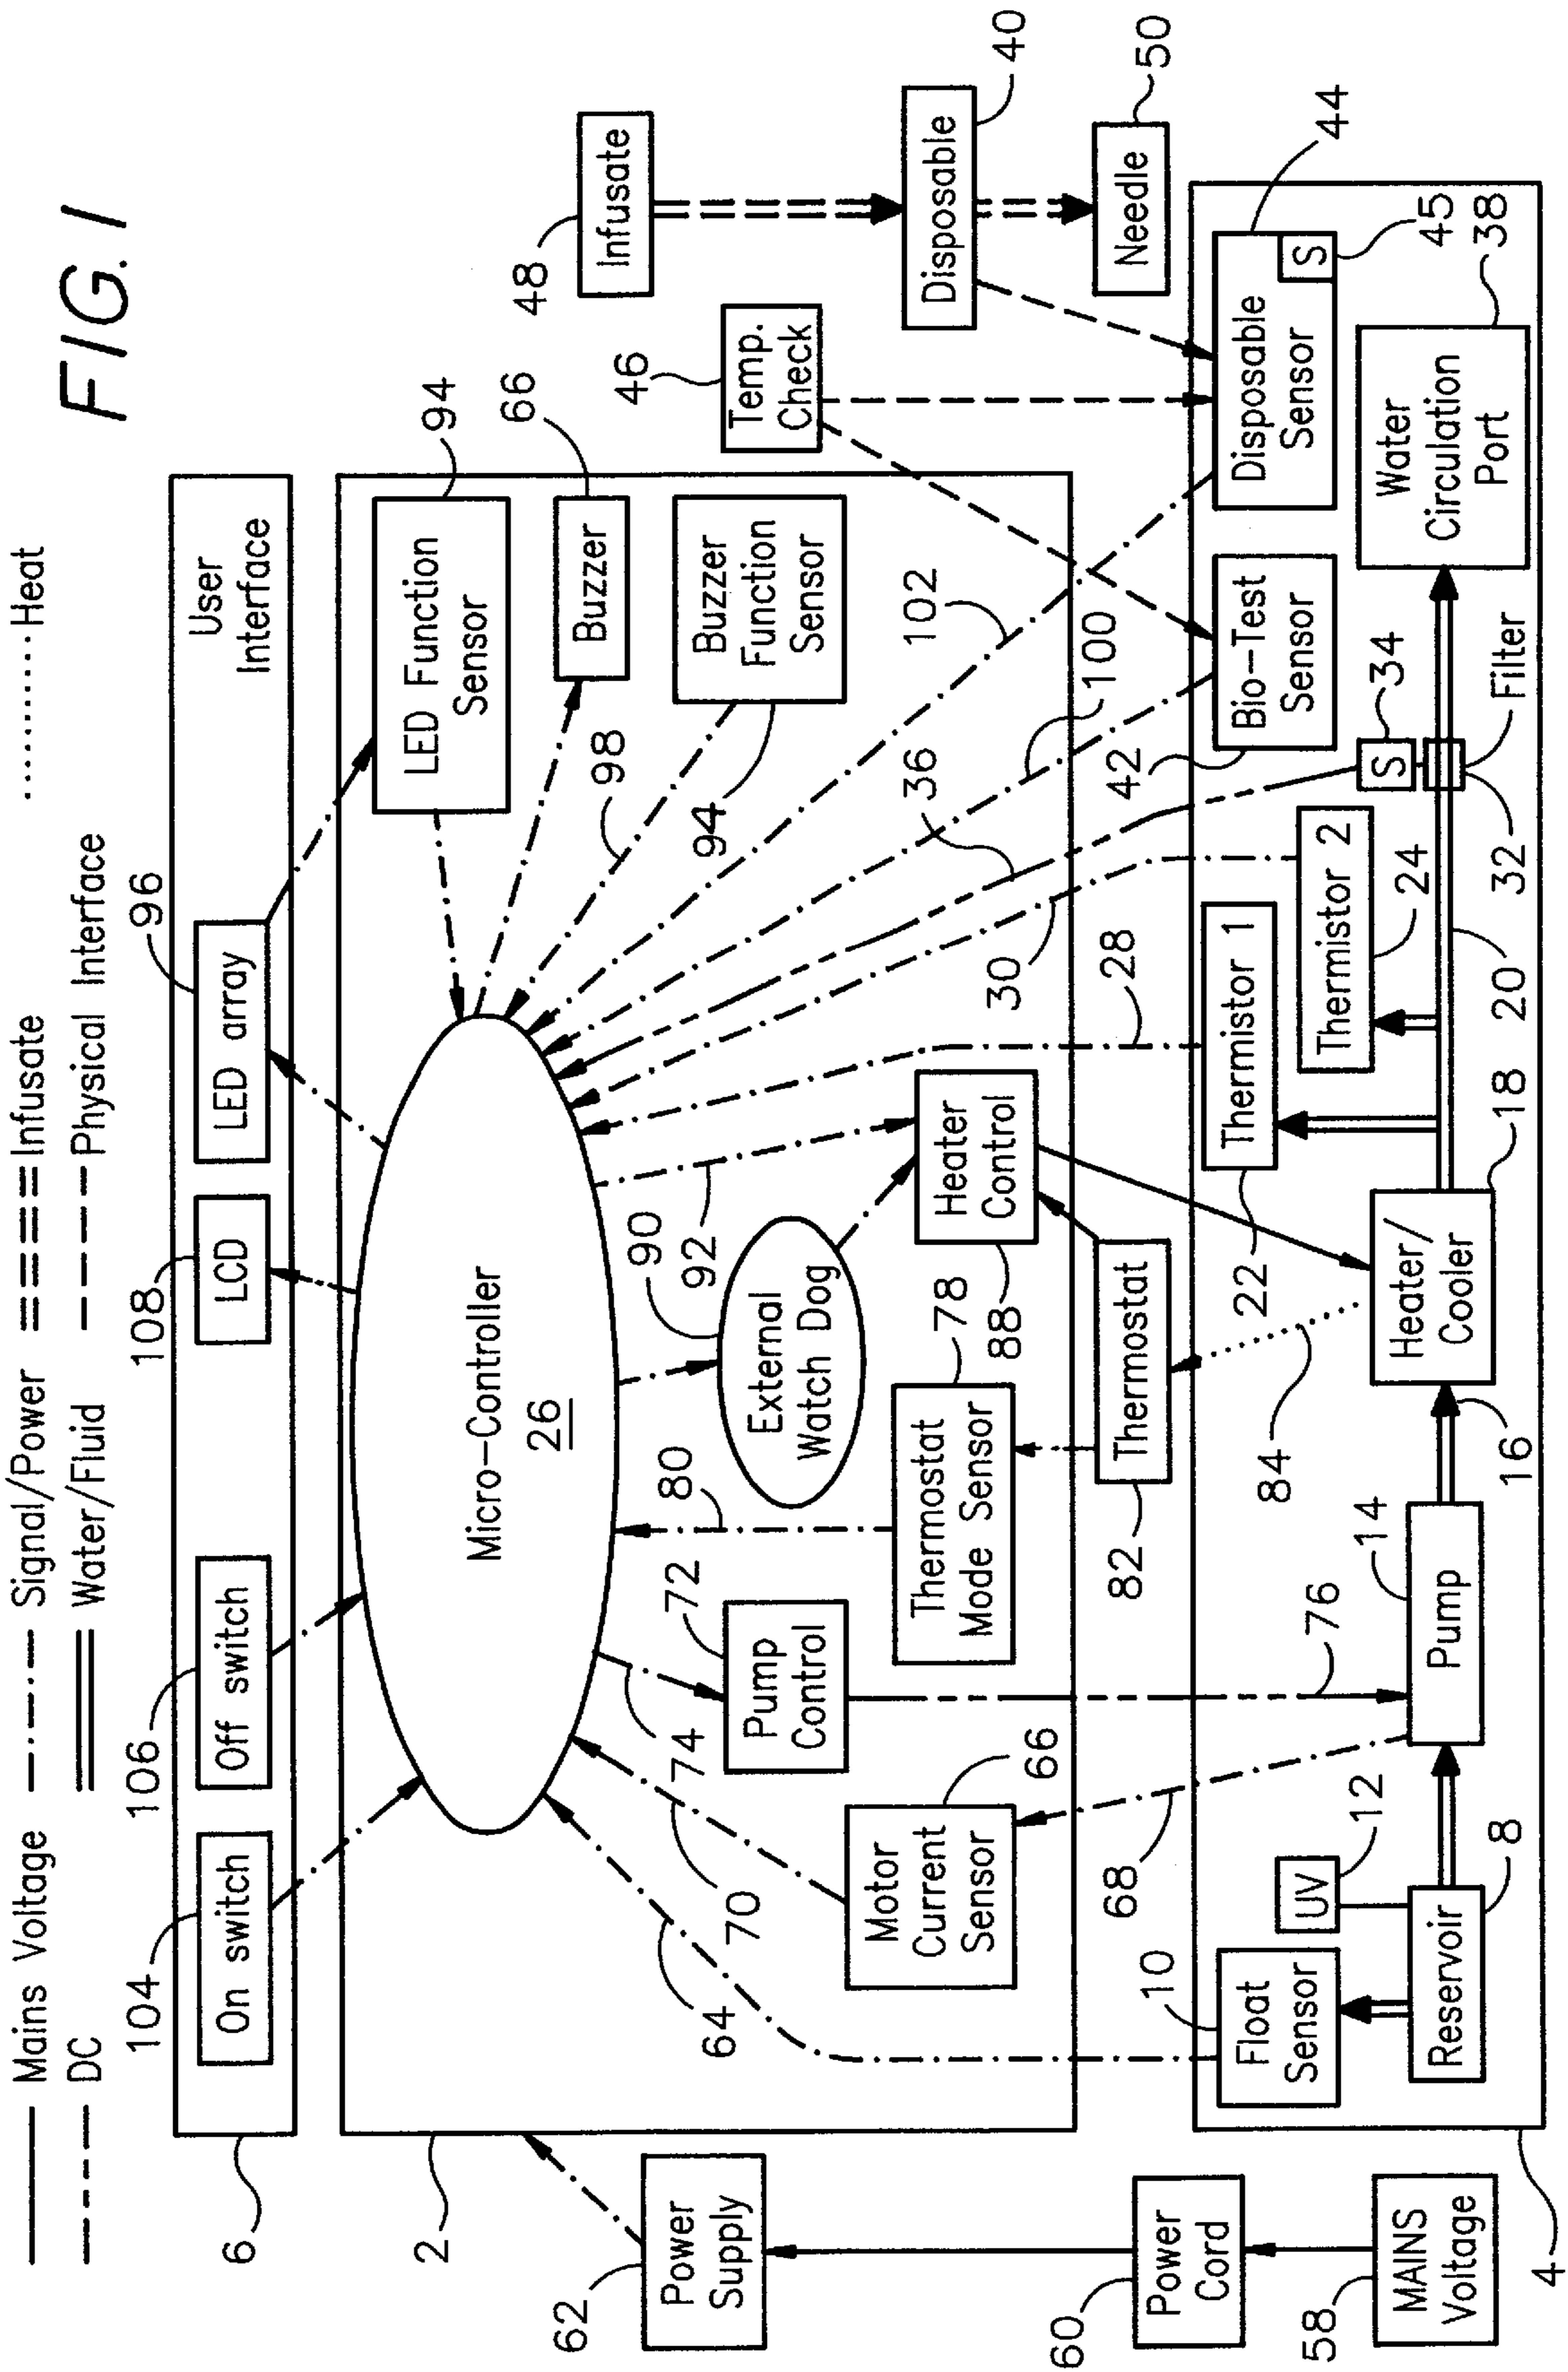 FIG. 1
Mains Voltage
Signal/Power
Infusate
Heat
DC
Water/Fluid
Physical Interface
104
106
108
96
6
On switch
Off switch
LCD
LED array
User
Interface
2
Micro-Controller
26
LED Function
Sensor
94
Buzzer
66
Buzzer
Function
Sensor
94
98
102
100
36
30
28
92
90
External
Watch Dog
Heater
Control
88
80
78
Thermostat
Mode Sensor
Thermostat
82
84
72
Pump
Control
74
76
70
Motor
Current
Sensor
66
68
64
62
Power
Supply
60
Power
Cord
58
MAINS
Voltage
4
10
Float
Sensor
UV
12
Reservoir
8
Pump
14
16
Heater/
Cooler
18
20
22
Thermistor 1
Thermistor 2
24
32
Filter
S
34
42
Bio-Test
Sensor
Disposable
Sensor
S
44
45
Water
Circulation
Port
38
46
Temp.
Check
48
Infusate
Disposable
40
Needle
50